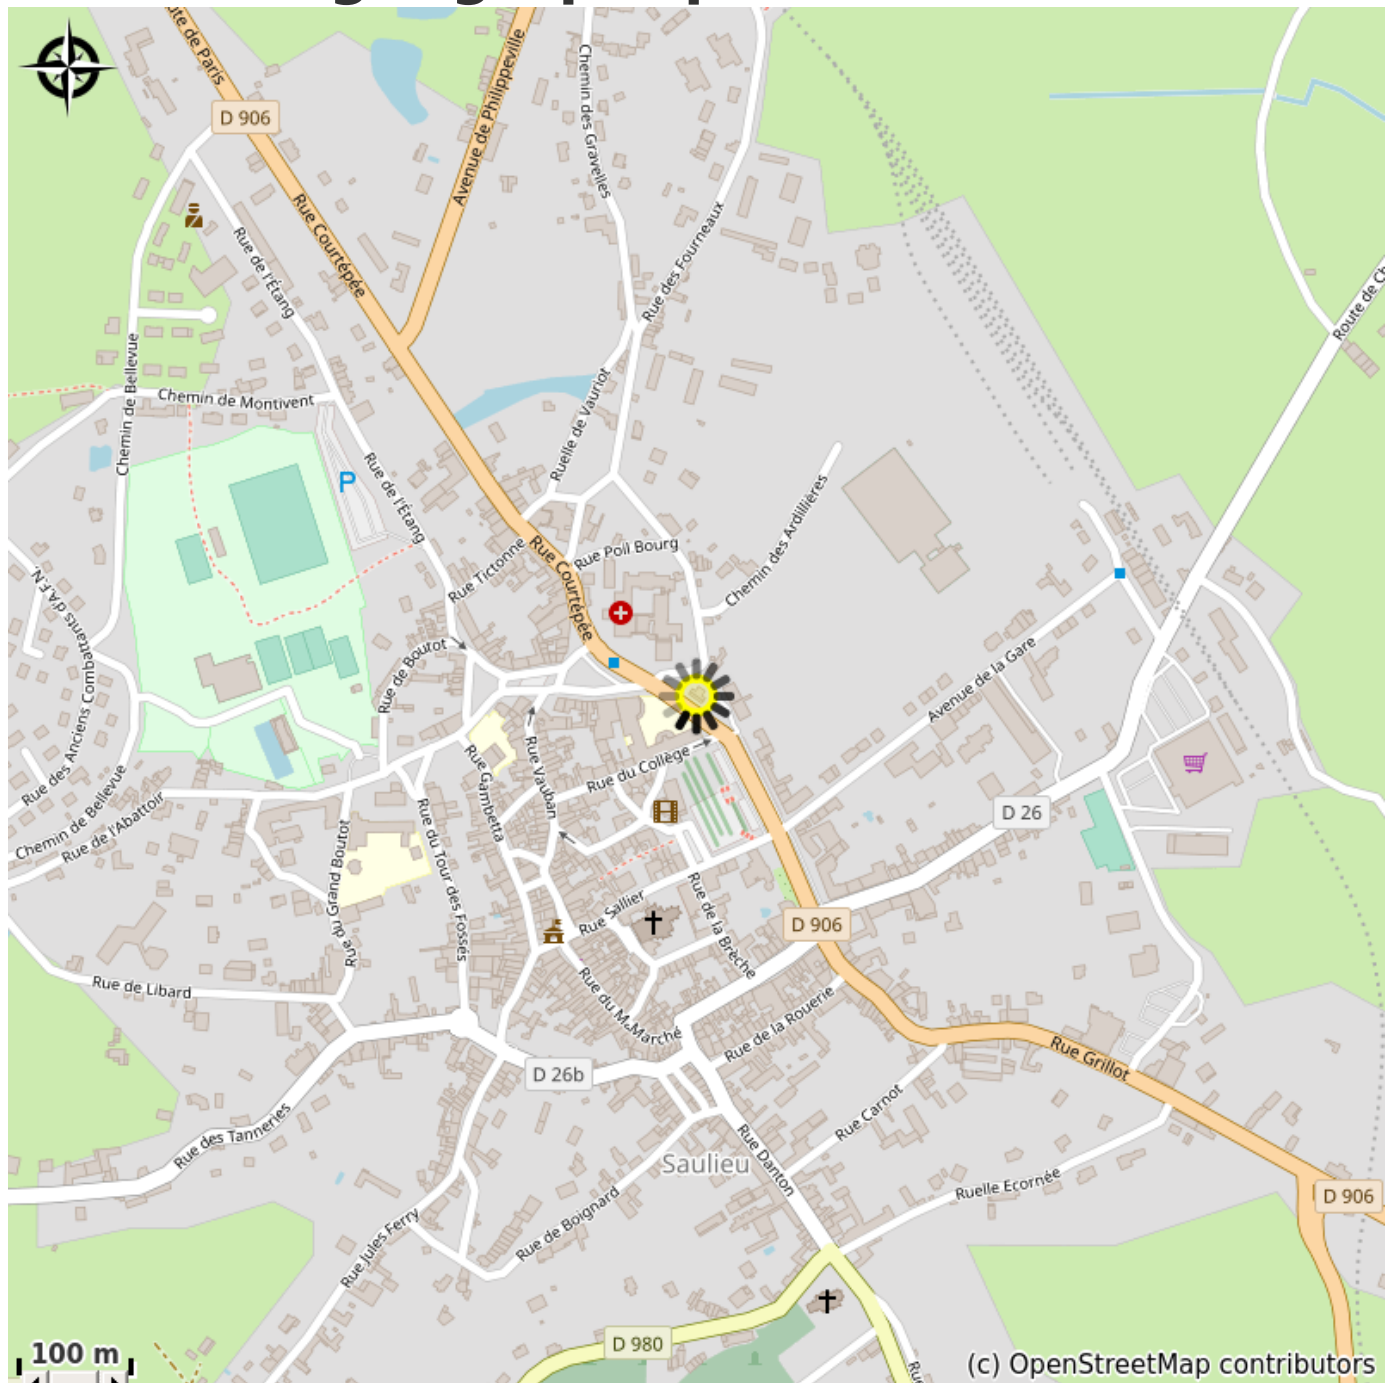 Route de Paris
Avenue de Philippeville
Chemin des Gravelles
D 906
Rue Courtépée
Rue de l'Étang
Rue des Fourneaux
Route de Ch
Chemin de Bellevue
Chemin de Montivent
Ruelle de Vauriot
P
Rue de l'Étang
Chemin des Ardillières
Rue Tictonne
Rue Courtépée
Rue Poil Bourg
Rue des Anciens Combattants d'A.F.N.
Rue de Boutot
Avenue de la Gare
Rue Gambetta
Rue Vauban
Rue du Collège
Chemin de Bellevue
Rue de l'Abattoir
D 26
Rue du Grand Boutot
Rue du Tour des Fossés
Rue Sallier
Rue de la Brèche
D 906
Rue de Libard
Rue du Marché
Rue de la Rouerie
Rue Grillot
D 26b
Rue Carnot
Rue des Tanneries
Rue Danton
Saulieu
Ruelle Ecornée
D 906
Rue de Boignard
Rue Jules Ferry
D 980
100 m
(c) OpenStreetMap contributors